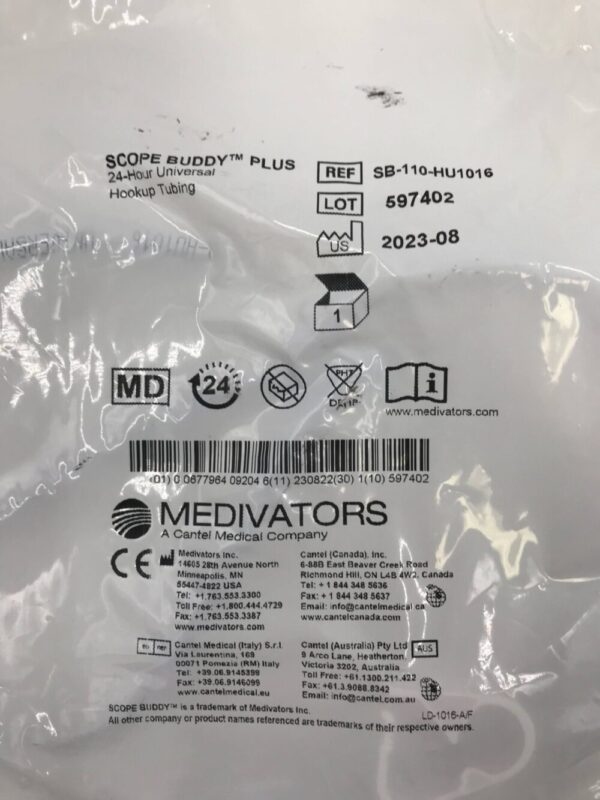 SCOPE BUDDY™ PLUS
24-Hour Universal
Hookup Tubing
REF SB-110-HU1016
LOT 597402
US 2023-08
1
MD 24 PHT i
www.medivators.com
(01) 0 0677964 09204 6(11) 230822(30) 1(10) 597402
MEDIVATORS
A Cantel Medical Company
CE
Medivators Inc.
14605 28th Avenue North
Minneapolis, MN
55447-4822 USA
Tel: +1.763.553.3300
Toll Free: +1.800.444.4729
Fax: +1.763.553.3387
www.medivators.com
Cantel (Canada), Inc.
6-88B East Beaver Creek Road
Richmond Hill, ON L4B 4W2, Canada
Tel: + 1 844 348 5636
Fax: + 1 844 348 5637
Email: info@cantelmedical.ca
www.cantelcanada.com
Cantel Medical (Italy) S.r.l.
Via Laurentina, 169
00071 Pomezia (RM) Italy
Tel: +39.06.9145399
Fax: +39.06.9146099
www.cantelmedical.eu
Cantel (Australia) Pty Ltd AUS
9 Arco Lane, Heatherton,
Victoria 3202, Australia
Toll Free: +61.1300.211.422
Fax: +61.3.9088.8342
Email: info@cantel.com.au
SCOPE BUDDY™ is a trademark of Medivators Inc.
LD-1016-A/F
All other company or product names referenced are trademarks of their respective owners.